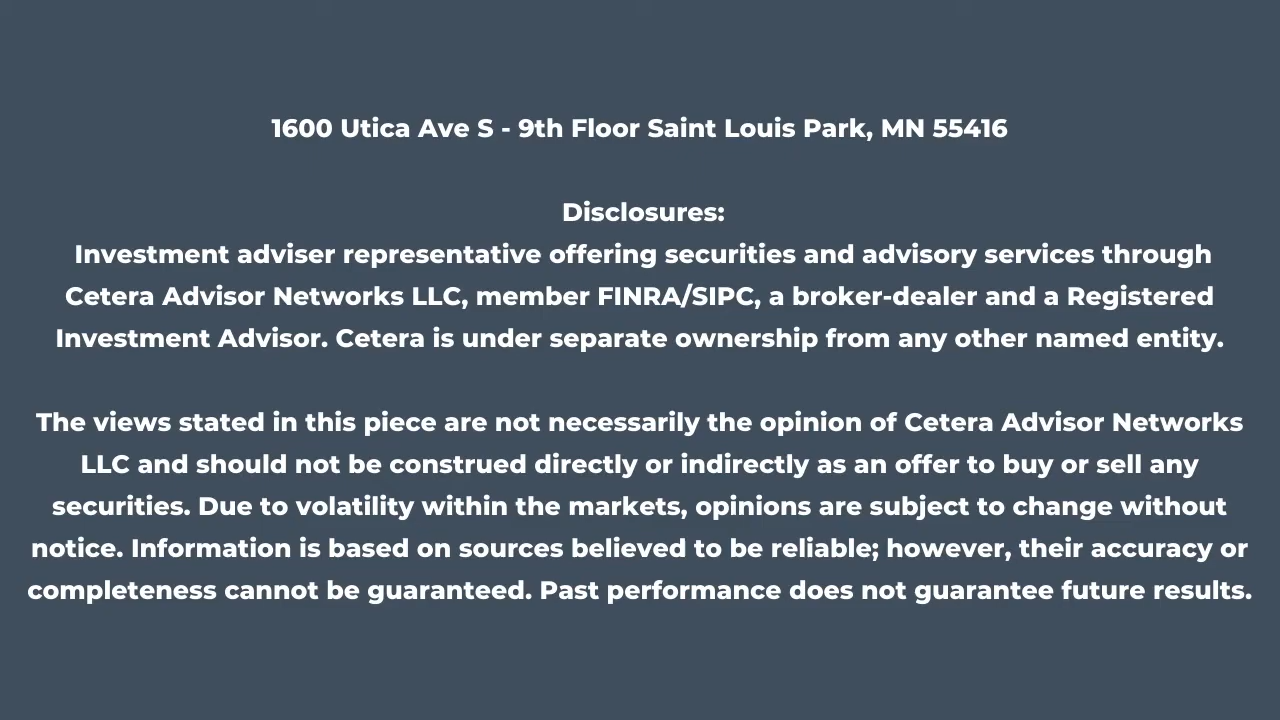 1600 Utica Ave S - 9th Floor Saint Louis Park, MN 55416
Disclosures:
Investment adviser representative offering securities and advisory services through
Cetera Advisor Networks LLC, member FINRA/SIPC, a broker-dealer and a Registered
Investment Advisor. Cetera is under separate ownership from any other named entity.
The views stated in this piece are not necessarily the opinion of Cetera Advisor Networks
LLC and should not be construed directly or indirectly as an offer to buy or sell any
securities. Due to volatility within the markets, opinions are subject to change without
notice. Information is based on sources believed to be reliable; however, their accuracy or
completeness cannot be guaranteed. Past performance does not guarantee future results.